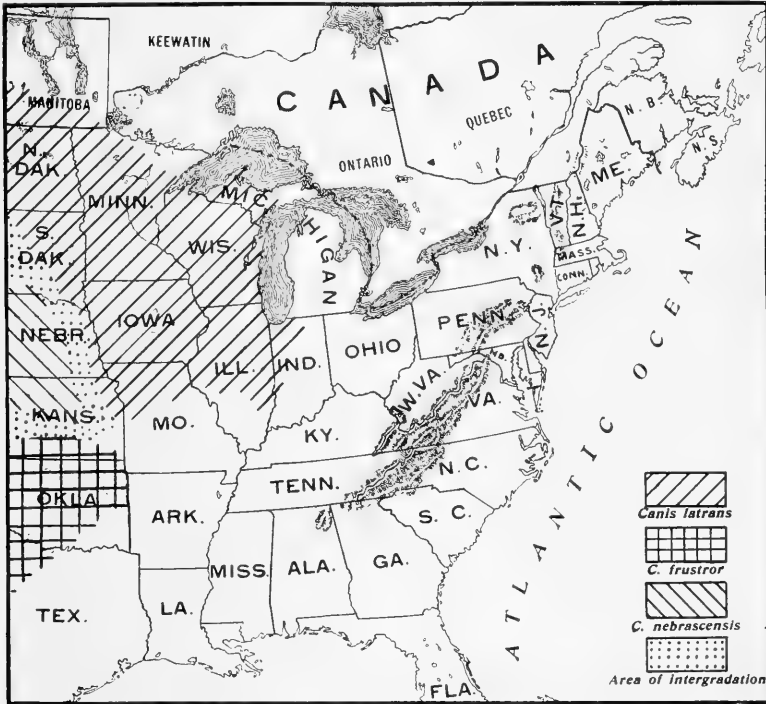 KEEWATIN
CANADA
MANITOBA
QUEBEC
N. B.
ONTARIO
N. S.
N. DAK.
MINN.
MICHIGAN
ME.
VT.
N.H.
S. DAK.
WIS.
N.Y.
MASS.
CONN.
NEBR.
IOWA
PENN.
N.J.
ILL.
IND.
OHIO
MD.
W.VA.
VA.
KANS.
MO.
KY.
ATLANTIC OCEAN
OKLA.
TENN.
N.C.
ARK.
S. C.
Canis latrans
MISS.
ALA.
GA.
C. frustror
TEX.
LA.
C. nebrascensis
FLA.
Area of intergradation